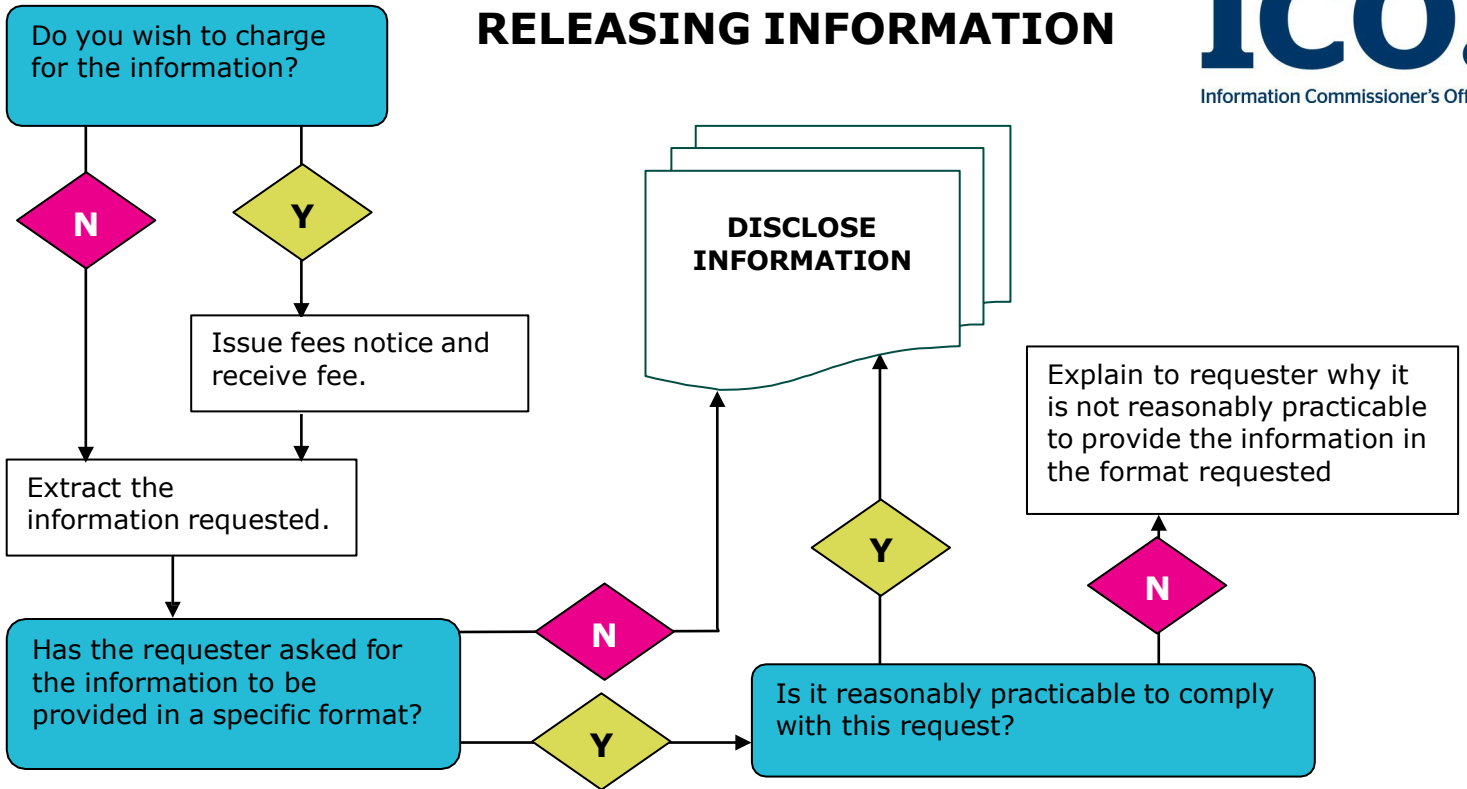 RELEASING INFORMATION
ico.
Information Commissioner's Off
Do you wish to charge
for the information?
N
Y
Issue fees notice and
receive fee.
Extract the
information requested.
Has the requester asked for
the information to be
provided in a specific format?
N
Y
DISCLOSE
INFORMATION
Is it reasonably practicable to comply
with this request?
Y
N
Explain to requester why it
is not reasonably practicable
to provide the information in
the format requested